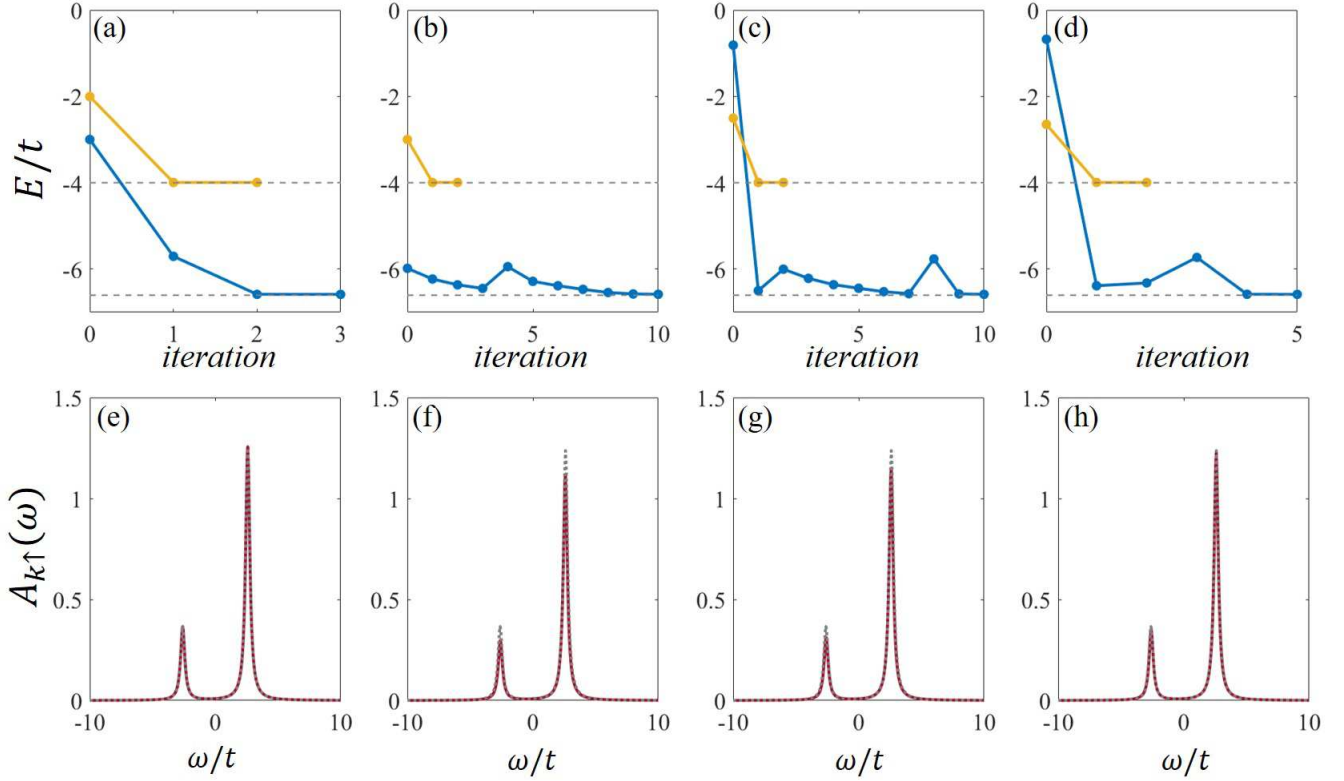 (a) (b) (c) (d)
0 0 0 0
-2 -2 -2 -2
E/t
-4 -4 -4 -4
-6 -6 -6 -6
0 1 2 3 0 5 10 0 5 10 0 5
iteration iteration iteration iteration
1.5 1.5 1.5 1.5
(e) (f) (g) (h)
1 1 1 1
A_{k↑}(ω)
0.5 0.5 0.5 0.5
0 0 0 0
-10 0 10 -10 0 10 -10 0 10 -10 0 10
ω/t ω/t ω/t ω/t